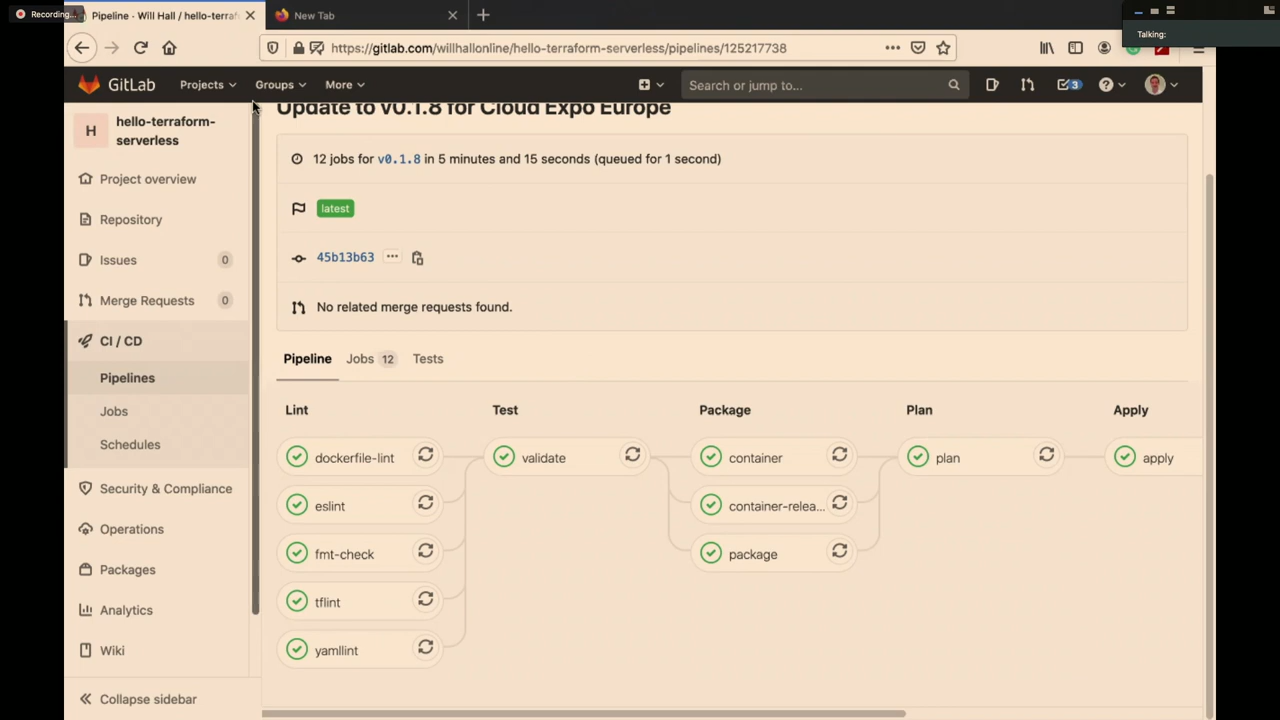 Recording...
Pipeline · Will Hall / hello-terraf
New Tab
Talking:
https://gitlab.com/willhallonline/hello-terraform-serverless/pipelines/125217738
GitLab
Projects
Groups
More
Search or jump to...
3
H
hello-terraform-
serverless
Project overview
Repository
Issues
0
Merge Requests
0
CI / CD
Pipelines
Jobs
Schedules
Security & Compliance
Operations
Packages
Analytics
Wiki
Collapse sidebar
Update to v0.1.8 for Cloud Expo Europe
12 jobs for v0.1.8 in 5 minutes and 15 seconds (queued for 1 second)
latest
45b13b63 ...
No related merge requests found.
Pipeline
Jobs 12
Tests
Lint
Test
Package
Plan
Apply
dockerfile-lint
validate
container
plan
apply
eslint
container-relea...
fmt-check
package
tflint
yamllint